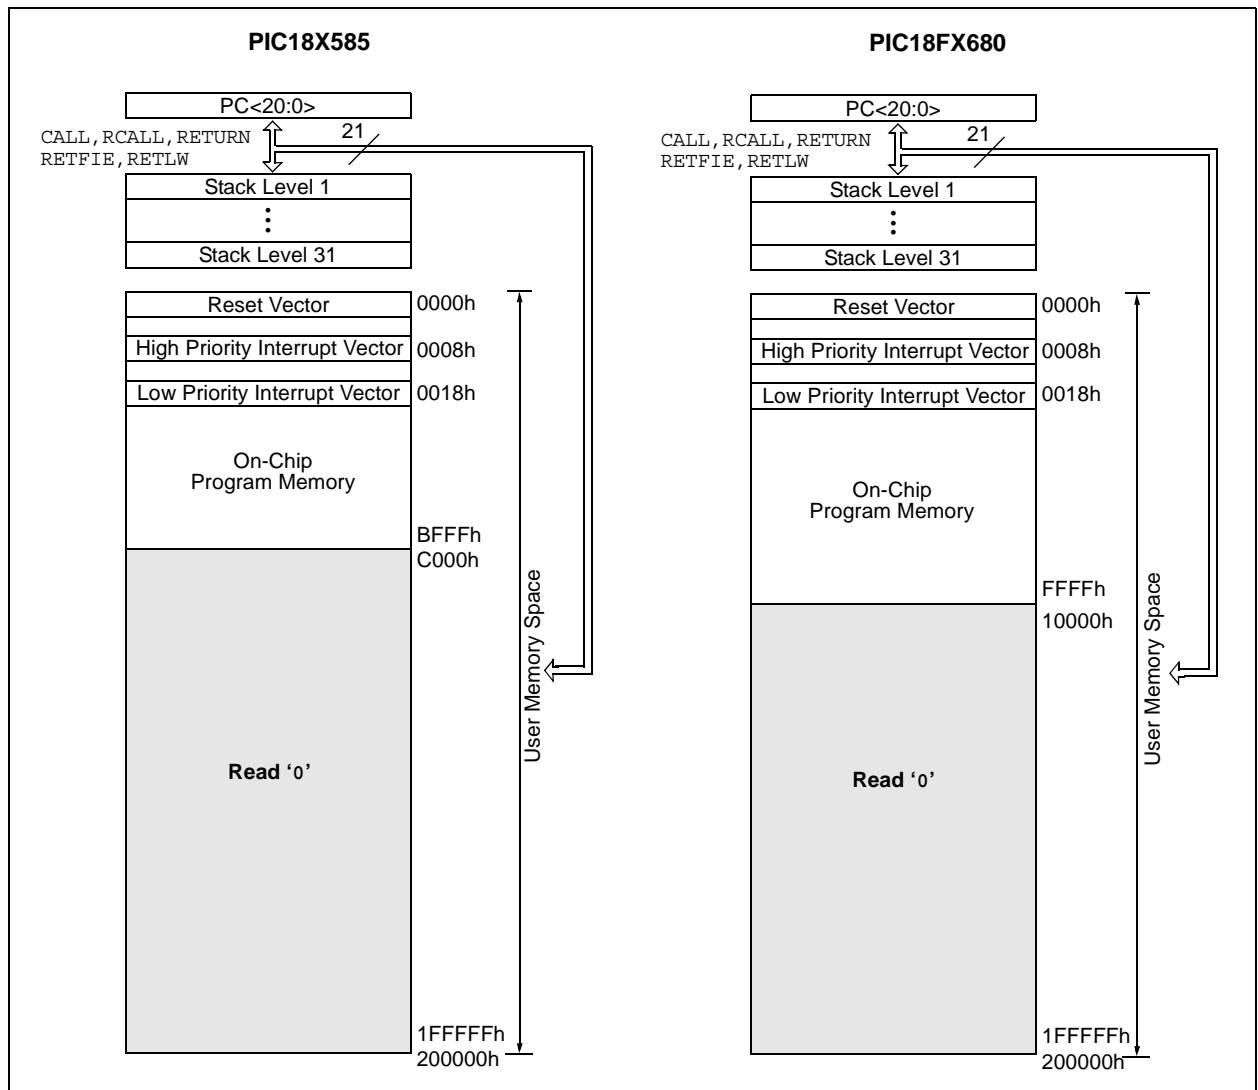 PIC18X585
PC<20:0>
CALL,RCALL,RETURN
RETFIE,RETLW
21
Stack Level 1
Stack Level 31
Reset Vector
0000h
High Priority Interrupt Vector
0008h
Low Priority Interrupt Vector
0018h
On-Chip
Program Memory
BFFFh
C000h
User Memory Space
Read ‘0’
1FFFFFh
200000h
PIC18FX680
PC<20:0>
CALL,RCALL,RETURN
RETFIE,RETLW
21
Stack Level 1
Stack Level 31
Reset Vector
0000h
High Priority Interrupt Vector
0008h
Low Priority Interrupt Vector
0018h
On-Chip
Program Memory
FFFFh
10000h
User Memory Space
Read ‘0’
1FFFFFh
200000h